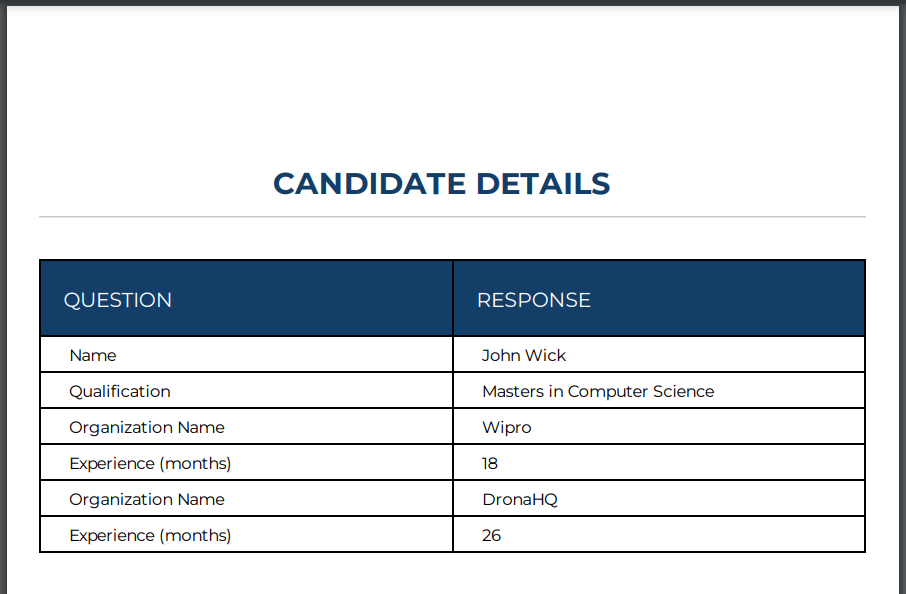 CANDIDATE DETAILS
QUESTION RESPONSE
Name John Wick
Qualification Masters in Computer Science
Organization Name Wipro
Experience (months) 18
Organization Name DronaHQ
Experience (months) 26